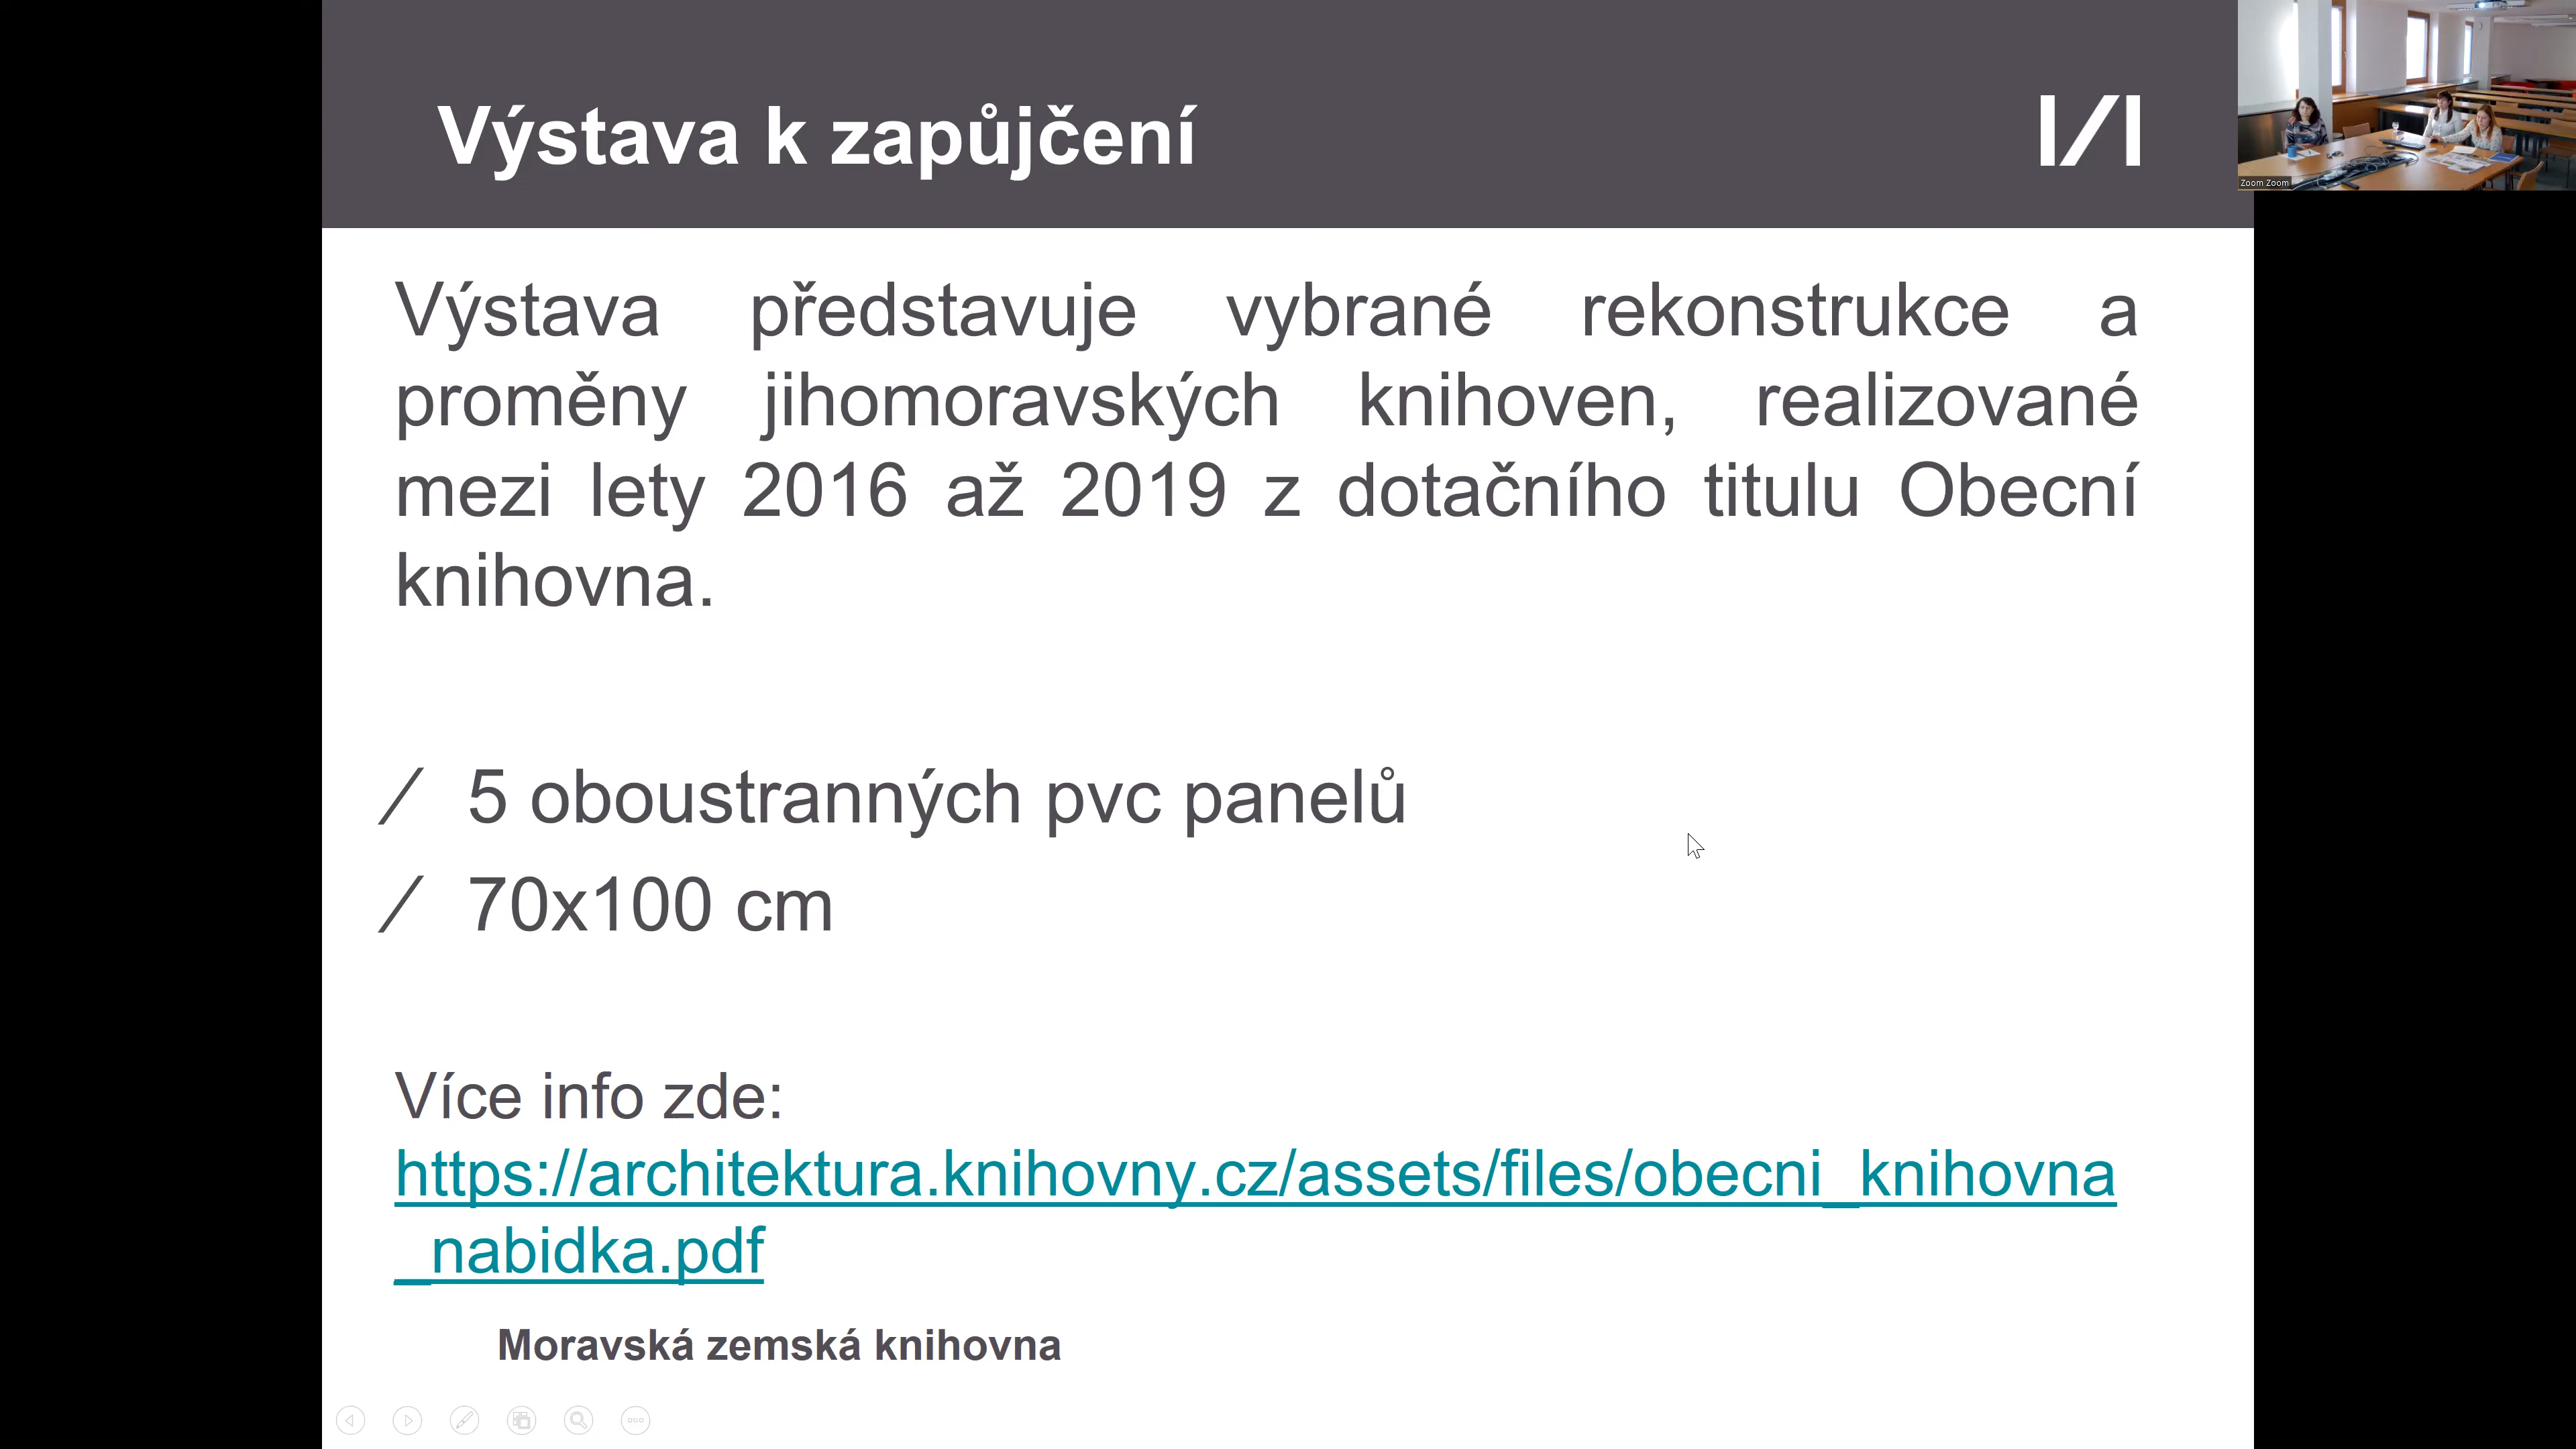 Výstava k zapůjčení
Zoom Zoom
Výstava představuje vybrané rekonstrukce a
proměny jihomoravských knihoven, realizované
mezi lety 2016 až 2019 z dotačního titulu Obecní
knihovna.
/ 5 oboustranných pvc panelů
/ 70x100 cm
Více info zde:
https://architektura.knihovny.cz/assets/files/obecni_knihovna
_nabidka.pdf
Moravská zemská knihovna